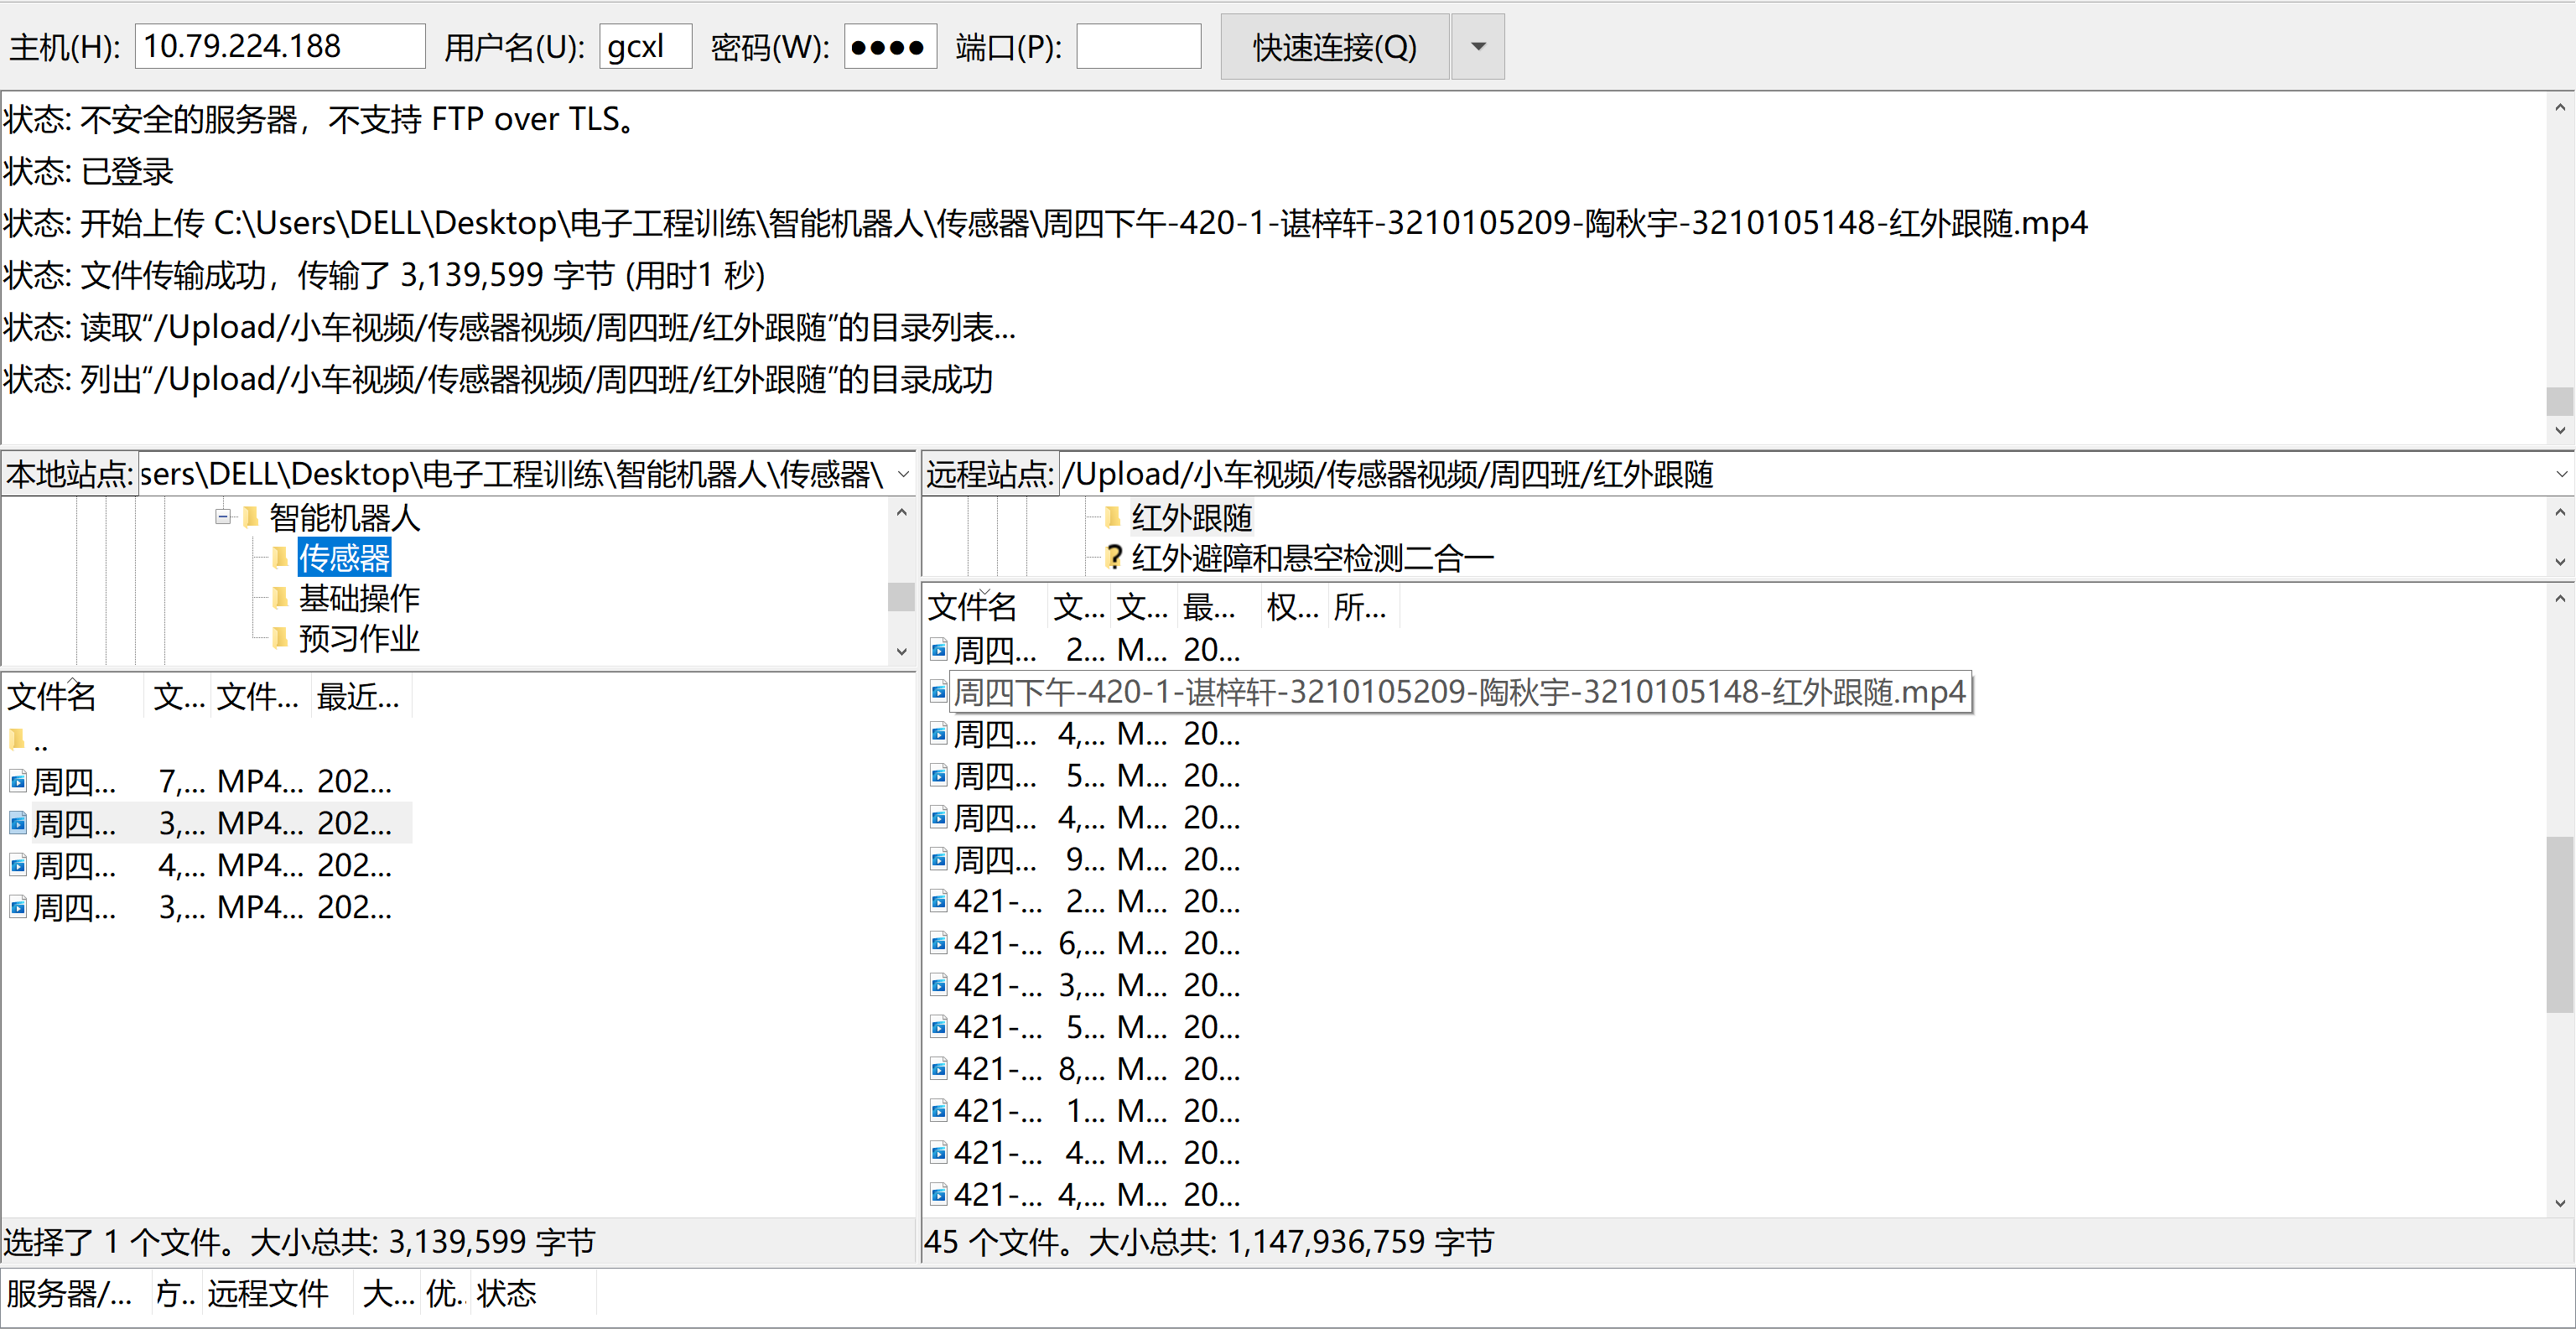 主机(H): 10.79.224.188 用户名(U): gcxl 密码(W): ●●●● 端口(P): 快速连接(Q)
状态: 不安全的服务器，不支持 FTP over TLS。
状态: 已登录
状态: 开始上传 C:\Users\DELL\Desktop\电子工程训练\智能机器人\传感器\周四下午-420-1-谌梓轩-3210105209-陶秋宇-3210105148-红外跟随.mp4
状态: 文件传输成功，传输了 3,139,599 字节 (用时1 秒)
状态: 读取“/Upload/小车视频/传感器视频/周四班/红外跟随”的目录列表...
状态: 列出“/Upload/小车视频/传感器视频/周四班/红外跟随”的目录成功
本地站点: sers\DELL\Desktop\电子工程训练\智能机器人\传感器\
智能机器人
传感器
基础操作
预习作业
文件名 文... 文件... 最近...
..
周四... 7,... MP4... 202...
周四... 3,... MP4... 202...
周四... 4,... MP4... 202...
周四... 3,... MP4... 202...
选择了 1 个文件。大小总共: 3,139,599 字节
远程站点: /Upload/小车视频/传感器视频/周四班/红外跟随
红外跟随
? 红外避障和悬空检测二合一
文件名 文... 文... 最... 权... 所...
周四... 2... M... 20...
周四下午-420-1-谌梓轩-3210105209-陶秋宇-3210105148-红外跟随.mp4
周四... 4,... M... 20...
周四... 5... M... 20...
周四... 4,... M... 20...
周四... 9... M... 20...
421-... 2... M... 20...
421-... 6,... M... 20...
421-... 3,... M... 20...
421-... 5... M... 20...
421-... 8,... M... 20...
421-... 1... M... 20...
421-... 4... M... 20...
421-... 4,... M... 20...
45 个文件。大小总共: 1,147,936,759 字节
服务器/... 方.. 远程文件 大... 优.. 状态